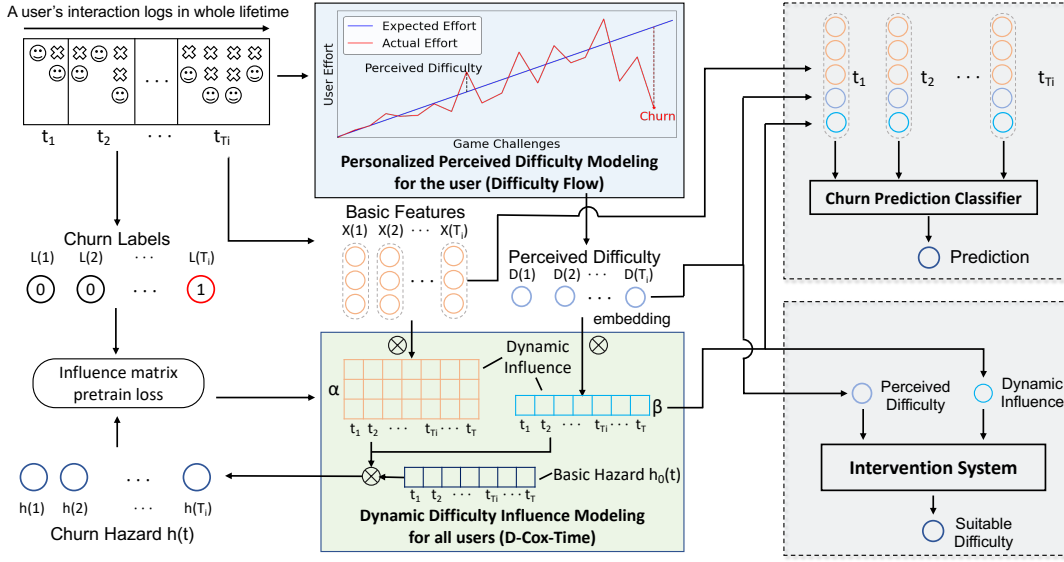 A user's interaction logs in whole lifetime
t1 t2 · · · tTi
User Effort
Expected Effort
Actual Effort
Perceived Difficulty
Churn
Game Challenges
Personalized Perceived Difficulty Modeling
for the user (Difficulty Flow)
t1 t2 · · · tTi
Churn Prediction Classifier
Prediction
Churn Labels
L(1) L(2) · · · L(Ti)
0 0 · · · 1
Basic Features
X(1) X(2) · · · X(Ti)
· · ·
Perceived Difficulty
D(1) D(2) · · · D(Ti)
· · ·
embedding
Influence matrix
pretrain loss
α
Dynamic
Influence
β
t1 t2 · · · tTi · · · tT
t1 t2 · · · tTi · · · tT
Basic Hazard h0(t)
t1 t2 · · · tTi · · · tT
Dynamic Difficulty Influence Modeling
for all users (D-Cox-Time)
· · ·
h(1) h(2) · · · h(Ti)
Churn Hazard h(t)
Perceived
Difficulty
Dynamic
Influence
Intervention System
Suitable
Difficulty